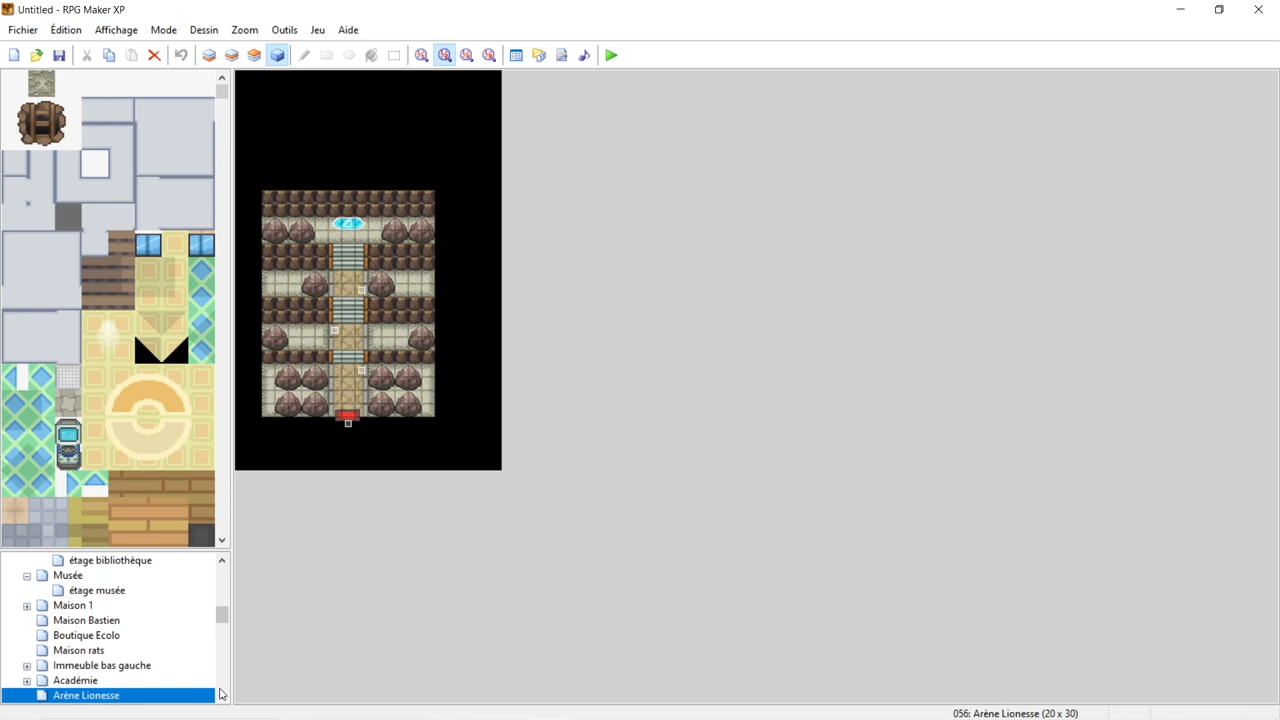 Untitled - RPG Maker XP
Fichier Édition Affichage Mode Dessin Zoom Outils Jeu Aide
étage bibliothèque
Musée
étage musée
Maison 1
Maison Bastien
Boutique Ecolo
Maison rats
Immeuble bas gauche
Académie
Arène Lionesse
056: Arène Lionesse (20 x 30)